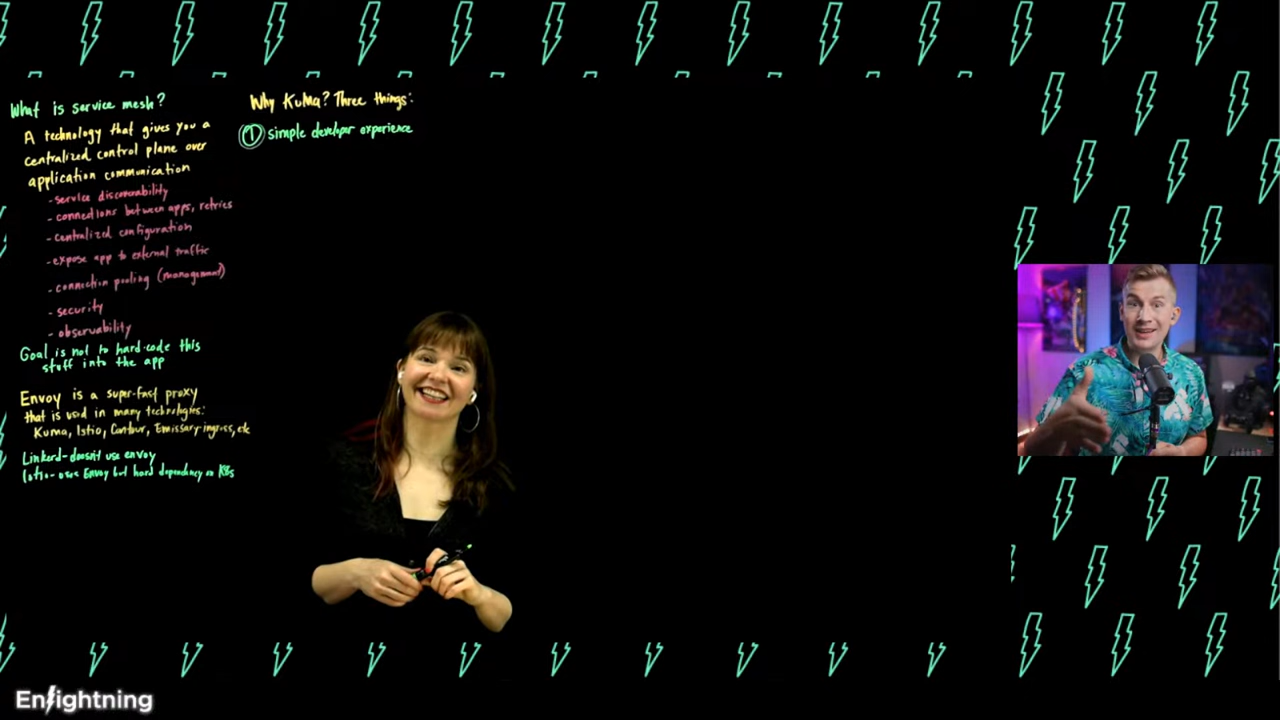 What is service mesh?
A technology that gives you a
centralized control plane over
application communication
- service discoverability
- connections between apps, retries
- centralized configuration
- expose app to external traffic
- connection pooling (management)
- security
- observability
Goal is not to hard-code this
stuff into the app
Envoy is a super-fast proxy
that is used in many technologies:
Kuma, Istio, Contour, Emissary-ingress, etc
Linkerd - doesn't use envoy
Istio - uses Envoy but hard dependency on K8s
Why Kuma? Three things:
1 simple developer experience
Enlightning